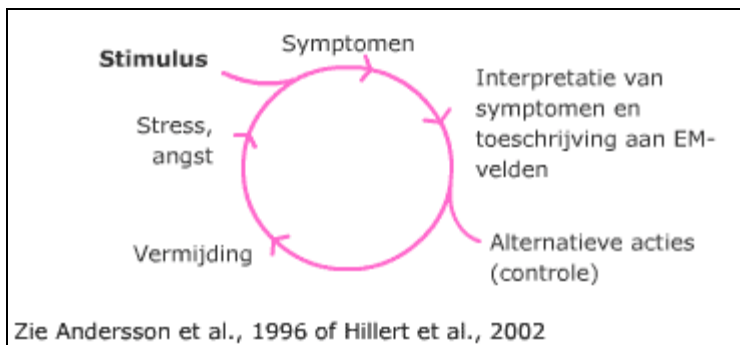 Symptomen
Stimulus
Interpretatie van
symptomen en
toeschrijving aan EM-
velden
Stress,
angst
Alternatieve acties
(controle)
Vermijding
Zie Andersson et al., 1996 of Hillert et al., 2002